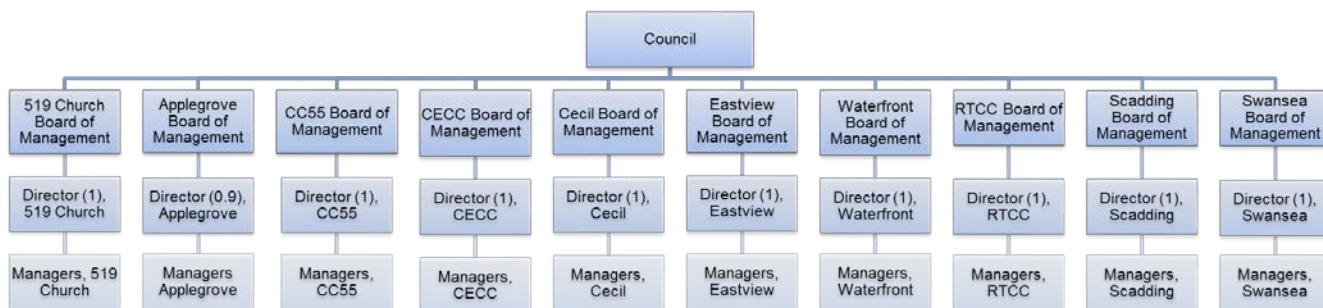 Council
519 Church
Board of
Management
Applegrove
Board of
Management
CC55 Board of
Management
CECC Board of
Management
Cecil Board of
Management
Eastview
Board of
Management
Waterfront
Board of
Management
RTCC Board of
Management
Scadding
Board of
Management
Swansea
Board of
Management
Director (1),
519 Church
Director (0.9),
Applegrove
Director (1),
CC55
Director (1),
CECC
Director (1),
Cecil
Director (1),
Eastview
Director (1),
Waterfront
Director (1),
RTCC
Director (1),
Scadding
Director (1),
Swansea
Managers, 519
Church
Managers
Applegrove
Managers,
CC55
Managers,
CECC
Managers,
Cecil
Managers,
Eastview
Managers,
Waterfront
Managers,
RTCC
Managers,
Scadding
Managers,
Swansea